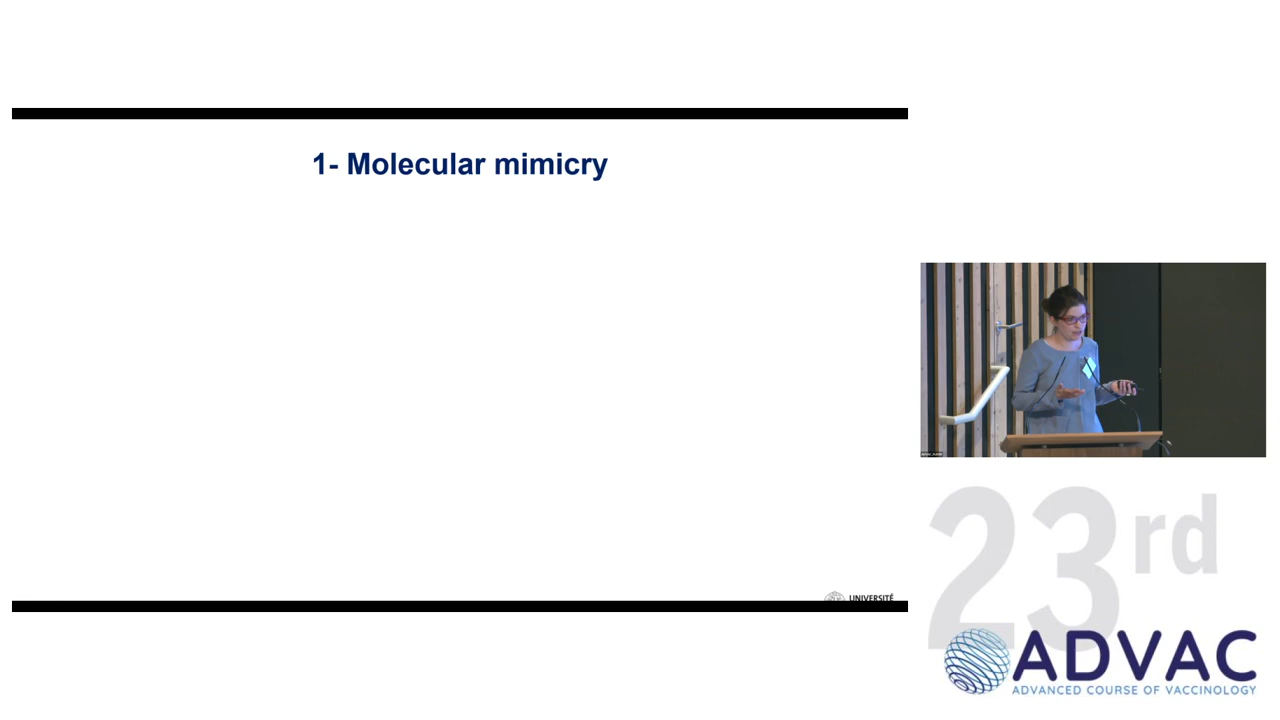 1- Molecular mimicry
UNIVERSITÉ
23rd
ADVAC
ADVANCED COURSE OF VACCINOLOGY